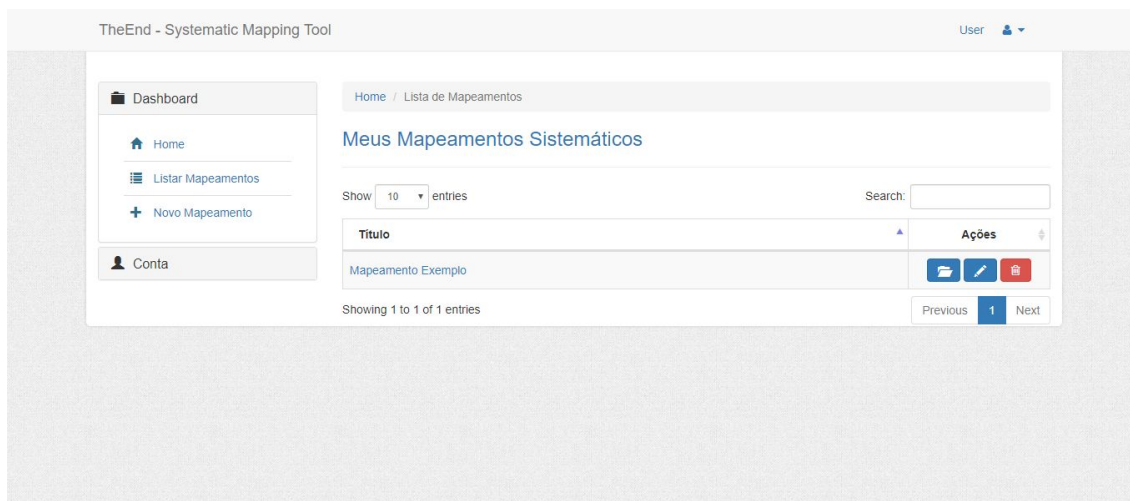 TheEnd - Systematic Mapping Tool User
Dashboard
Home
Listar Mapeamentos
Novo Mapeamento
Conta
Home / Lista de Mapeamentos
Meus Mapeamentos Sistemáticos
Show 10 entries Search:
Titulo Ações
Mapeamento Exemplo
Showing 1 to 1 of 1 entries Previous 1 Next